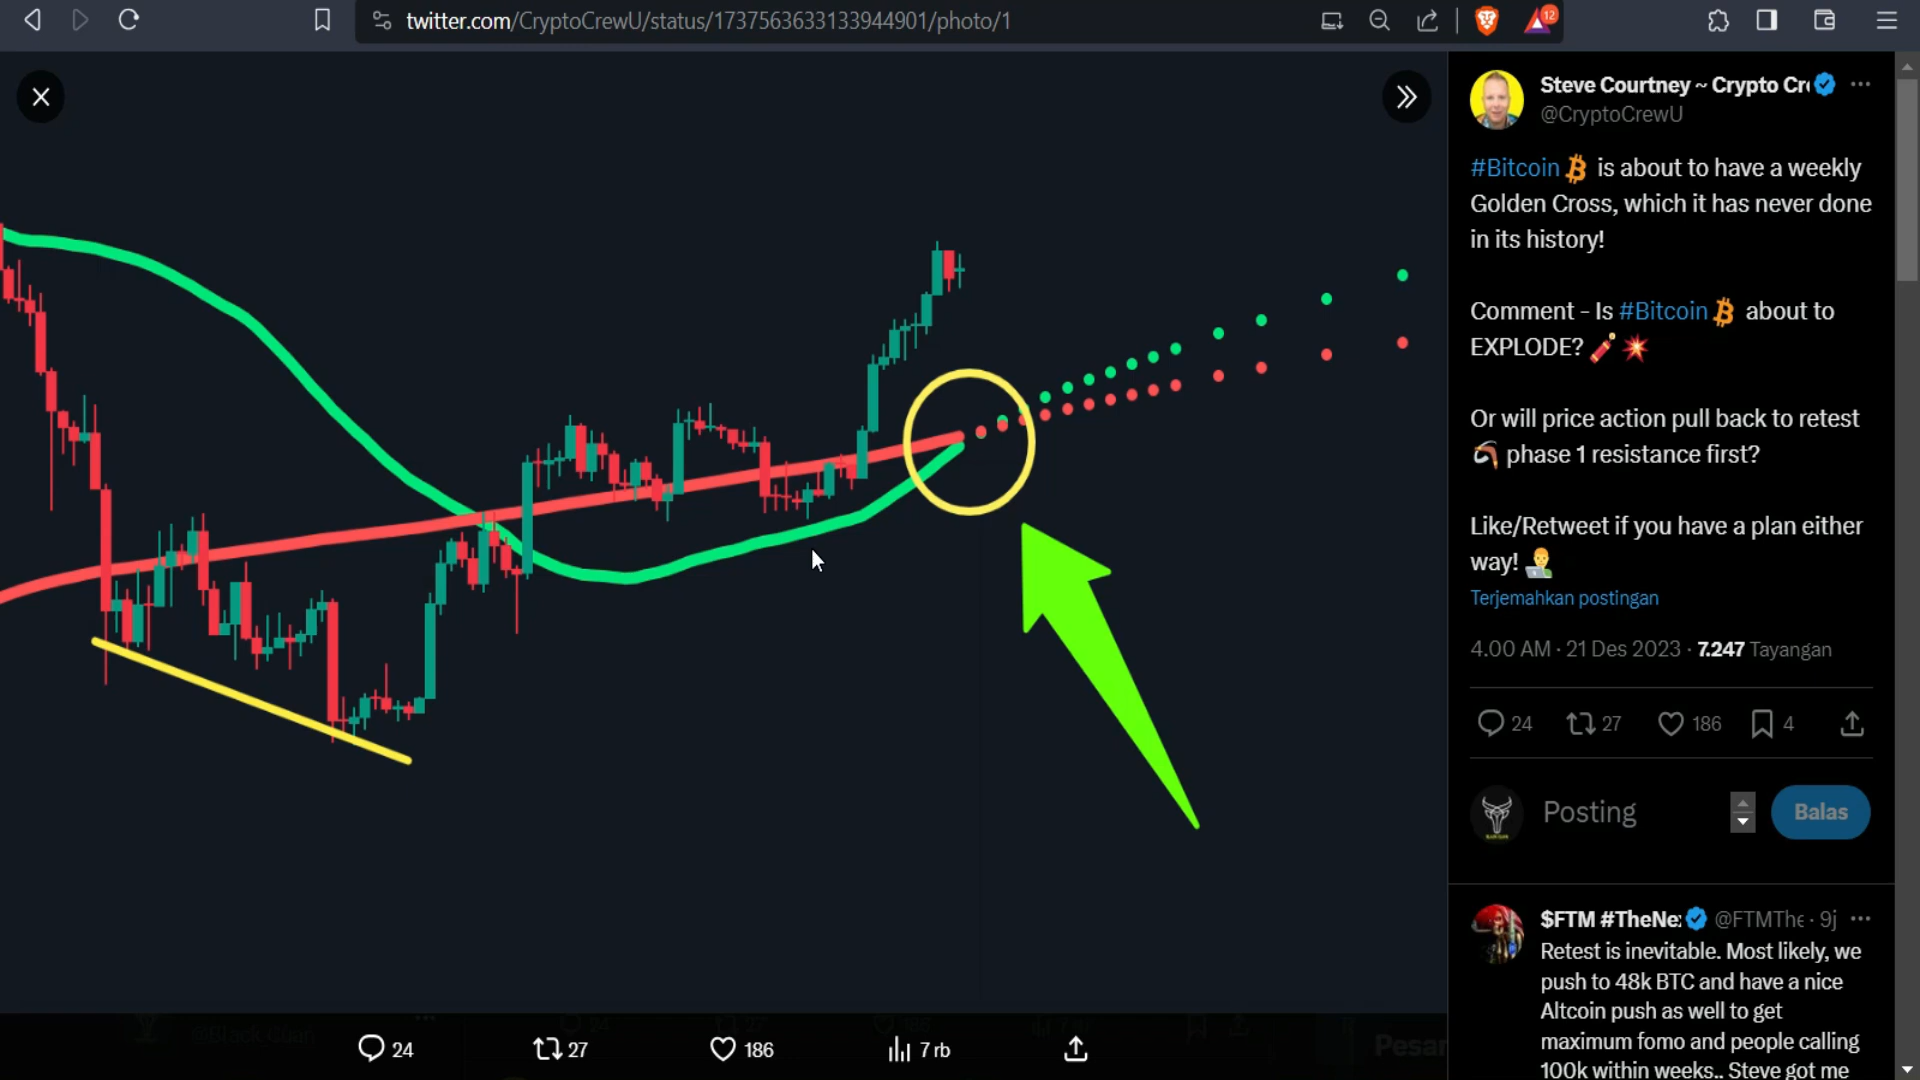 twitter.com/CryptoCrewU/status/1737563633133944901/photo/1
12
Steve Courtney ~ Crypto Cr
@CryptoCrewU
#Bitcoin is about to have a weekly
Golden Cross, which it has never done
in its history!
Comment - Is #Bitcoin about to
EXPLODE?
Or will price action pull back to retest
phase 1 resistance first?
Like/Retweet if you have a plan either
way!
Terjemahkan postingan
4.00 AM · 21 Des 2023 · 7.247 Tayangan
24 27 186 4
Posting
Balas
$FTM #TheNe @FTMThe · 9j
Retest is inevitable. Most likely, we
push to 48k BTC and have a nice
Altcoin push as well to get
maximum fomo and people calling
100k within weeks.. Steve got me
24 27 186 7 rb
Pesan